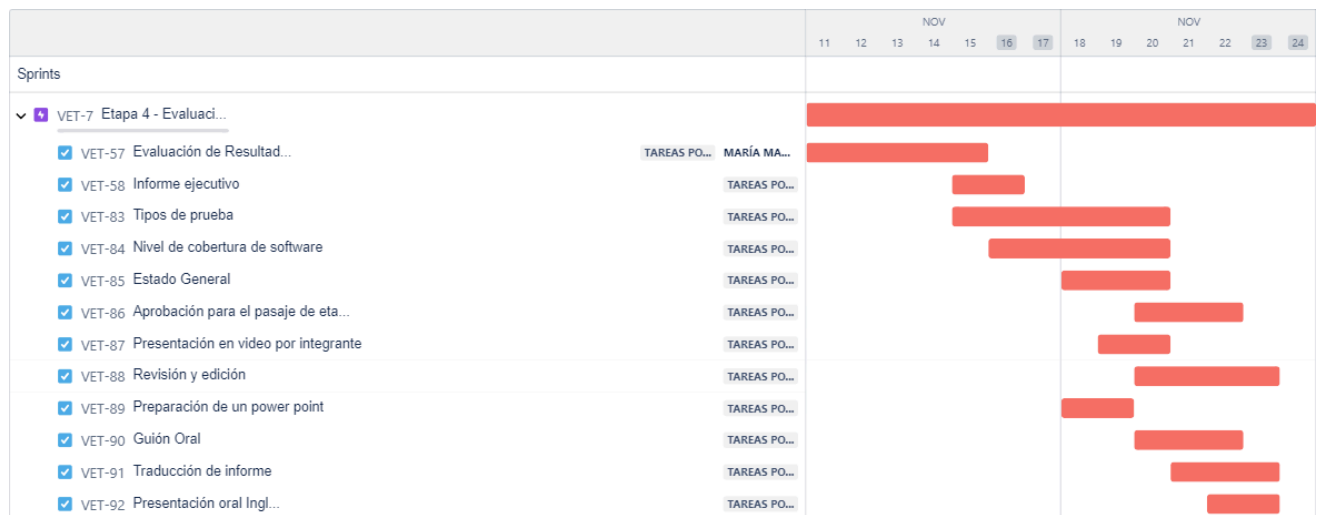 NOV NOV
11 12 13 14 15 16 17 18 19 20 21 22 23 24
Sprints
VET-7 Etapa 4 - Evaluaci...
VET-57 Evaluación de Resultad... TAREAS PO... MARÍA MA...
VET-58 Informe ejecutivo TAREAS PO...
VET-83 Tipos de prueba TAREAS PO...
VET-84 Nivel de cobertura de software TAREAS PO...
VET-85 Estado General TAREAS PO...
VET-86 Aprobación para el pasaje de eta... TAREAS PO...
VET-87 Presentación en video por integrante TAREAS PO...
VET-88 Revisión y edición TAREAS PO...
VET-89 Preparación de un power point TAREAS PO...
VET-90 Guión Oral TAREAS PO...
VET-91 Traducción de informe TAREAS PO...
VET-92 Presentación oral Ingl... TAREAS PO...